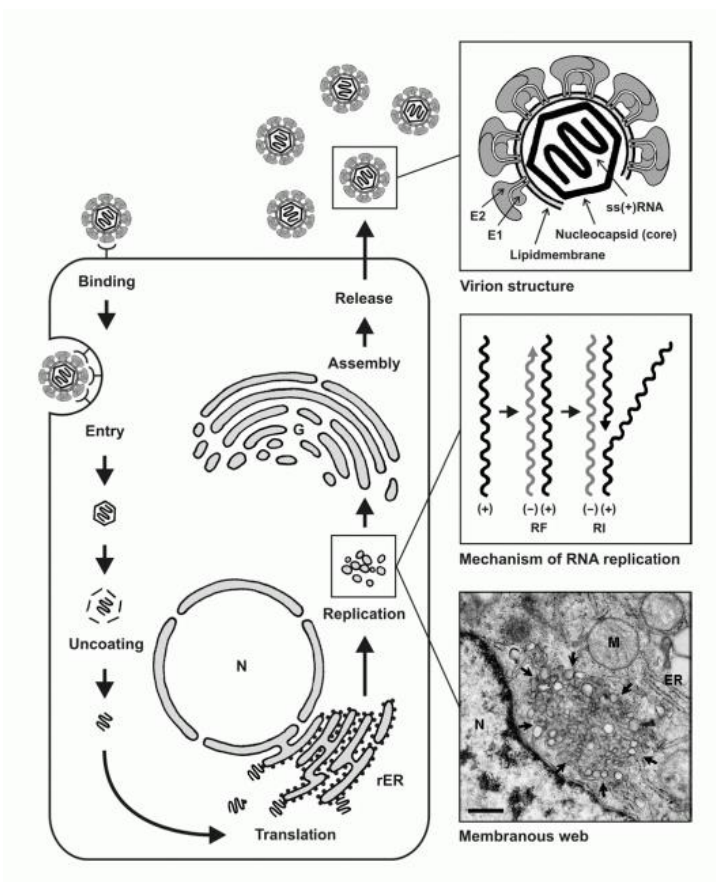 E2
E1
ss(+)RNA
Nucleocapsid (core)
Lipidmembrane
Virion structure
Binding
Release
Assembly
G
Entry
(+)
(−) (+)
RF
(−) (+)
RI
Mechanism of RNA replication
Replication
Uncoating
N
rER
Translation
M
ER
N
Membranous web